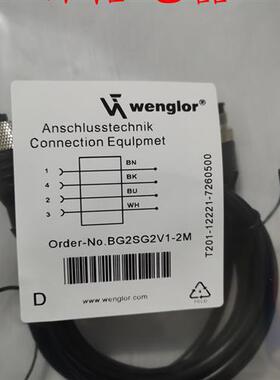 wenglor®
Anschlusstechnik
Connection Equlpmet
1 BN
4 BK
2 BU
3 WH
Order-No.BG2SG2V1-2M
T201-12221-7260500
D
www.wenglor.com
FIELD